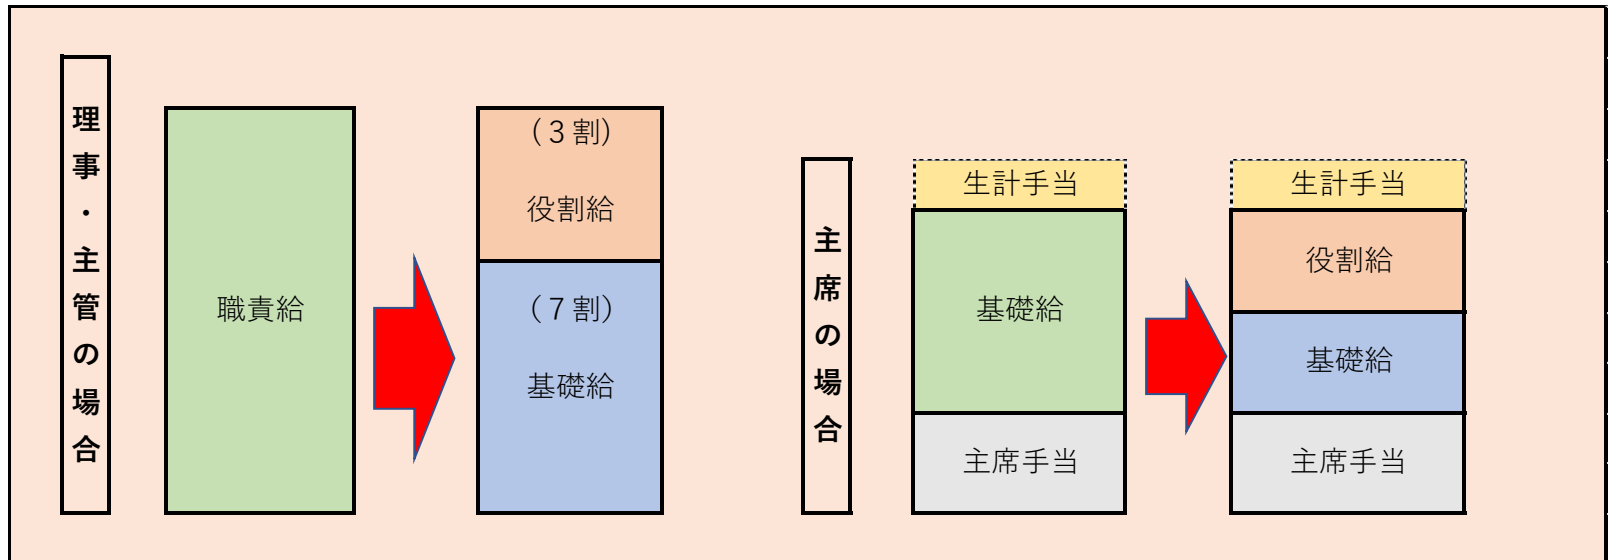 理事・主管の場合
職責給
（３割）
役割給
（７割）
基礎給
主席の場合
生計手当
基礎給
主席手当
生計手当
役割給
基礎給
主席手当